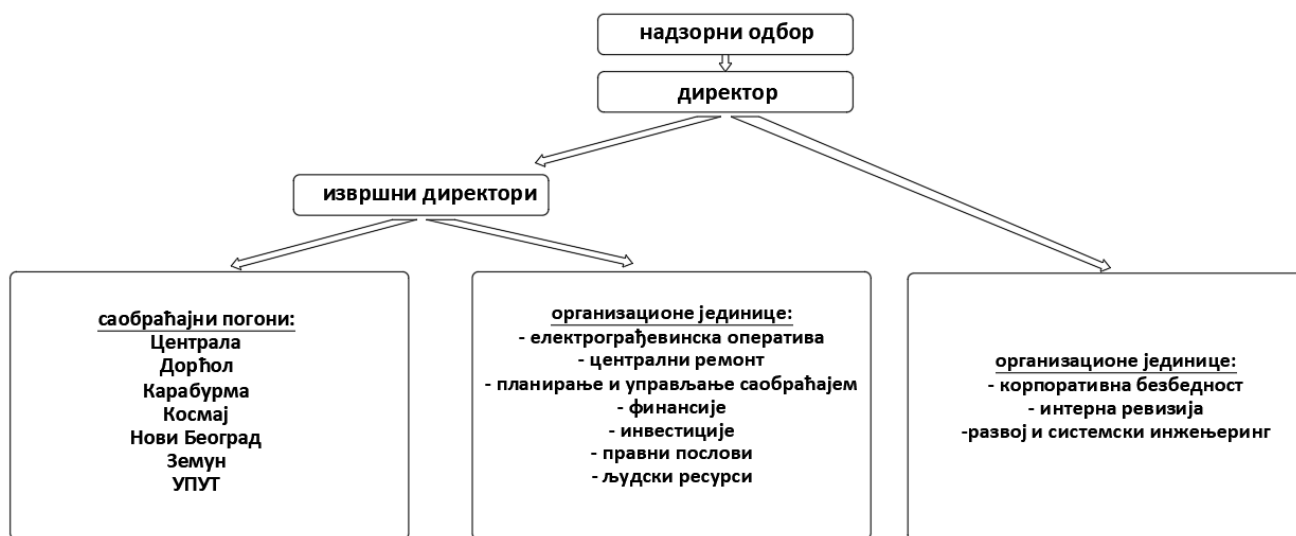 надзорни одбор
директор
извршни директори
саобраћајни погони:
Централа
Дорћол
Карабурма
Космај
Нови Београд
Земун
УПУТ
организационе јединице:
- електрограђевинска оператива
- централни ремонт
- планирање и управљање саобраћајем
- финансије
- инвестиције
- правни послови
- људски ресурси
организационе јединице:
- корпоративна безбедност
- интерна ревизија
-развој и системски инжењеринг